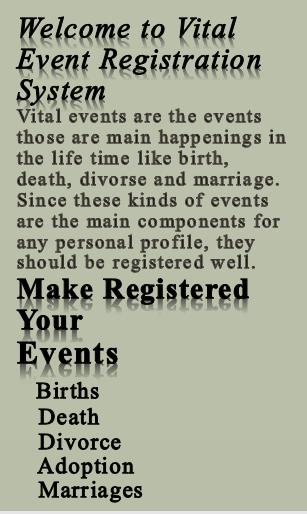 Welcome to Vital
Event Registration
System
Vital events are the events
those are main happenings in
the life time like birth,
death, divorse and marriage.
Since these kinds of events
are the main components for
any personal profile, they
should be registered well.
Make Registered
Your
Events
Births
Death
Divorce
Adoption
Marriages